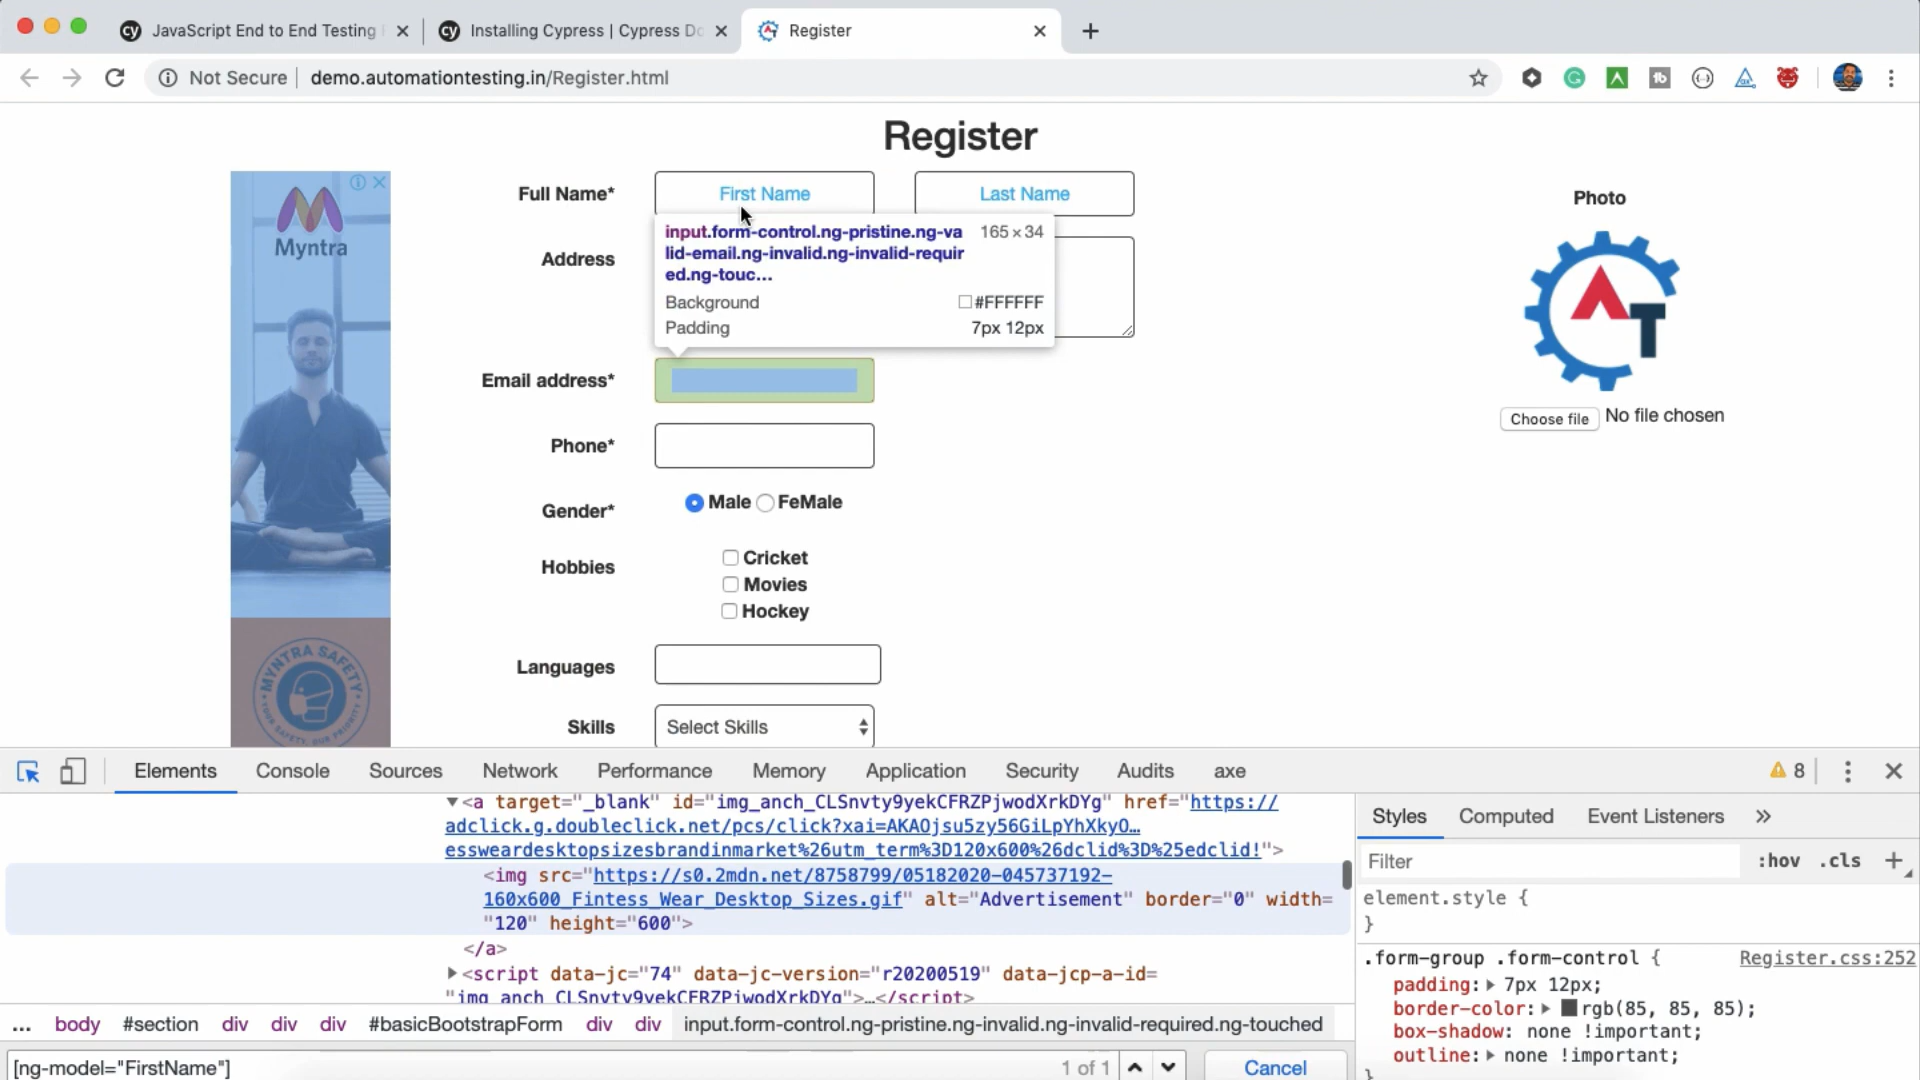 JavaScript End to End Testing
Installing Cypress | Cypress Do
Register
Not Secure
demo.automationtesting.in/Register.html
Register
Myntra
Full Name*
First Name
Last Name
Photo
Address
input.form-control.ng-pristine.ng-va
lid-email.ng-invalid.ng-invalid-requir
ed.ng-touc...
165 × 34
Background
#FFFFFF
Padding
7px 12px
Email address*
Choose file
No file chosen
Phone*
Gender*
Male
FeMale
Hobbies
Cricket
Movies
Hockey
MYNTRA SAFETY
YOUR SAFETY, OUR PRIORITY
Languages
Skills
Select Skills
Elements
Console
Sources
Network
Performance
Memory
Application
Security
Audits
axe
8
<a target="_blank" id="img_anch_CLSnvty9yekCFRZPjwodXrkDYg" href="https://
adclick.g.doubleclick.net/pcs/click?xai=AKAOjsu5zy56GiLpYhXkyO…
essweardesktopsizesbrandinmarket%26utm_term%3D120x600%26dclid%3D%25edclid!">
<img src="https://s0.2mdn.net/8758799/05182020-045737192-
160x600_Fintess_Wear_Desktop_Sizes.gif" alt="Advertisement" border="0" width=
"120" height="600">
</a>
<script data-jc="74" data-jc-version="r20200519" data-jcp-a-id=
"img_anch_CLSnvty9yekCFRZPjwodXrkDYg">…</script>
... body #section div div div #basicBootstrapForm div div input.form-control.ng-pristine.ng-invalid.ng-invalid-required.ng-touched
[ng-model="FirstName"]
1 of 1
Cancel
Styles
Computed
Event Listeners
»
Filter
:hov
.cls
+
element.style {
}
.form-group .form-control {
Register.css:252
padding: 7px 12px;
border-color: rgb(85, 85, 85);
box-shadow: none !important;
outline: none !important;
}